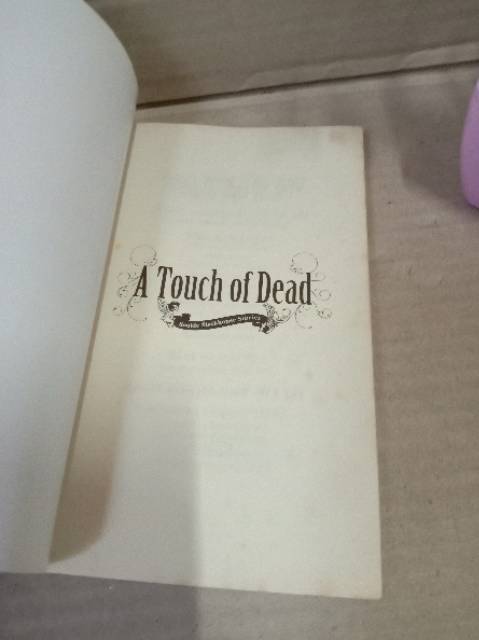 A Touch of Dead
Sookie Stackhouse Stories